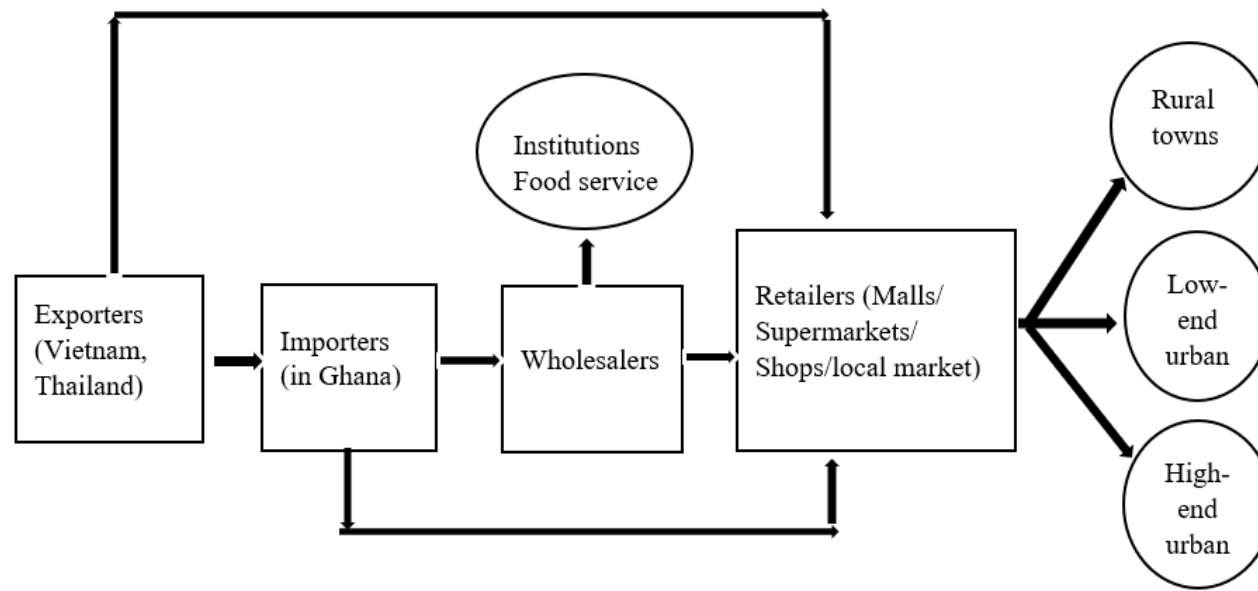 Exporters
(Vietnam,
Thailand)
Importers
(in Ghana)
Institutions
Food service
Wholesalers
Retailers (Malls/
Supermarkets/
Shops/local market)
Rural
towns
Low-
end
urban
High-
end
urban